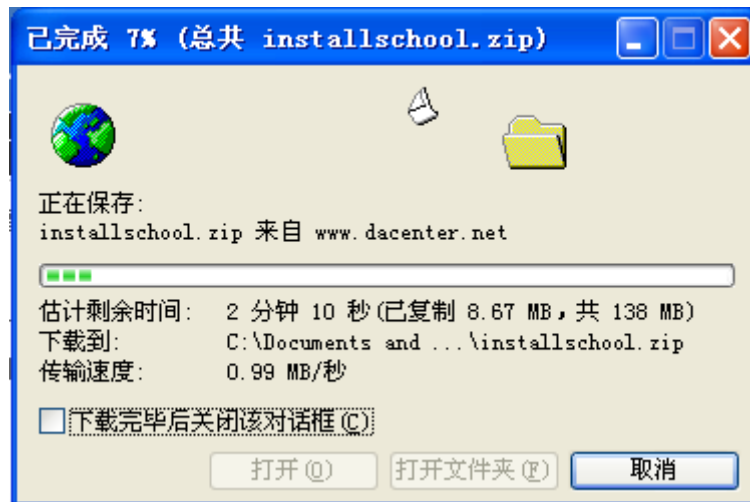 已完成 7% (总共 installschool.zip)
正在保存:
installschool.zip 来自 www.dacenter.net
估计剩余时间: 2 分钟 10 秒(已复制 8.67 MB，共 138 MB)
下载到: C:\Documents and ...\installschool.zip
传输速度: 0.99 MB/秒
下载完毕后关闭该对话框(C)
打开(O) 打开文件夹(F) 取消